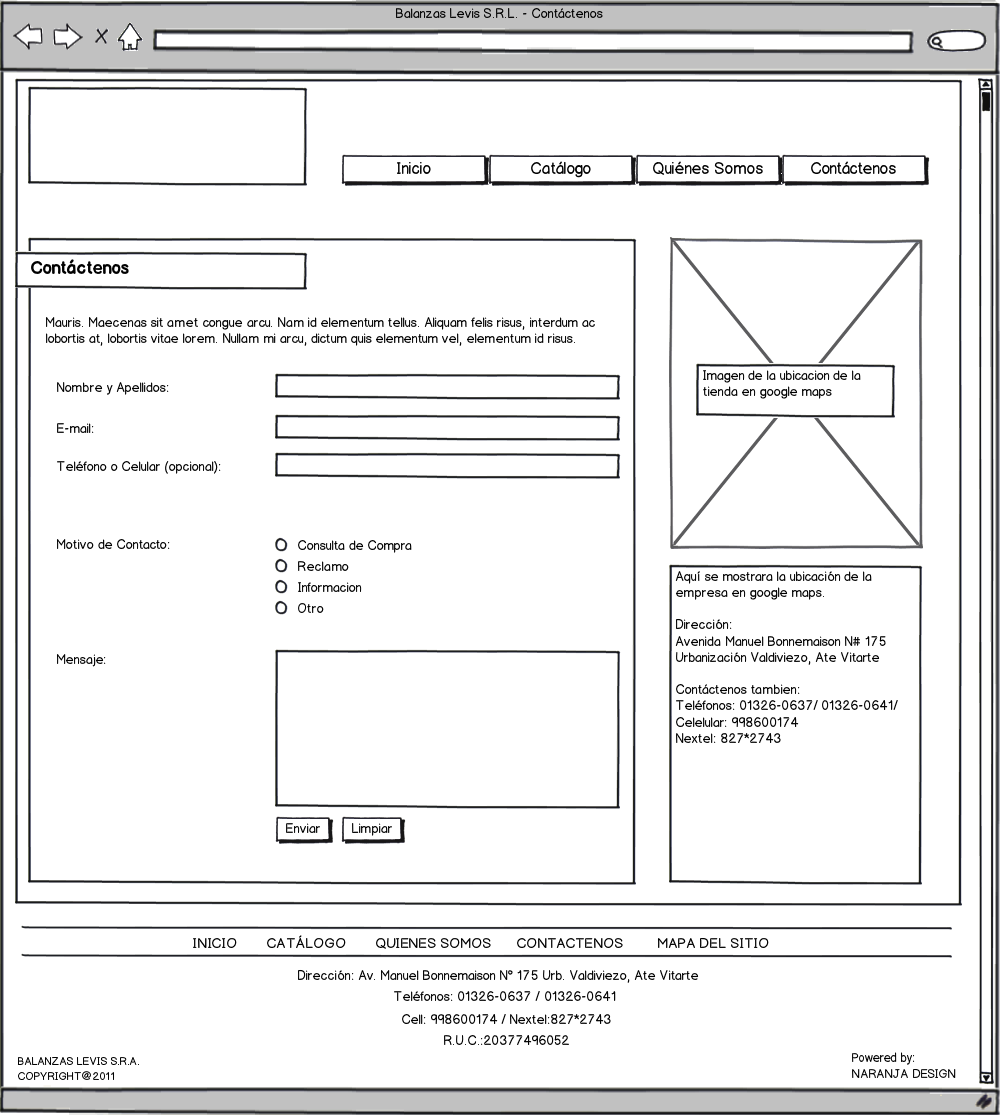 Balanzas Levis S.R.L. - Contáctenos
Inicio
Catálogo
Quiénes Somos
Contáctenos
Contáctenos
Mauris. Maecenas sit amet congue arcu. Nam id elementum tellus. Aliquam felis risus, interdum ac
lobortis at, lobortis vitae lorem. Nullam mi arcu, dictum quis elementum vel, elementum id risus.
Nombre y Apellidos:
E-mail:
Teléfono o Celular (opcional):
Motivo de Contacto:
Consulta de Compra
Reclamo
Informacion
Otro
Mensaje:
Enviar
Limpiar
Imagen de la ubicacion de la
tienda en google maps
Aquí se mostrara la ubicación de la
empresa en google maps.
Dirección:
Avenida Manuel Bonnemaison N# 175
Urbanización Valdiviezo, Ate Vitarte
Contáctenos tambien:
Teléfonos: 01326-0637/ 01326-0641/
Celelular: 998600174
Nextel: 827*2743
INICIO
CATÁLOGO
QUIENES SOMOS
CONTACTENOS
MAPA DEL SITIO
Dirección: Av. Manuel Bonnemaison N° 175 Urb. Valdiviezo, Ate Vitarte
Teléfonos: 01326-0637 / 01326-0641
Cell: 998600174 / Nextel:827*2743
R.U.C.:20377496052
BALANZAS LEVIS S.R.A.
COPYRIGHT@2011
Powered by:
NARANJA DESIGN